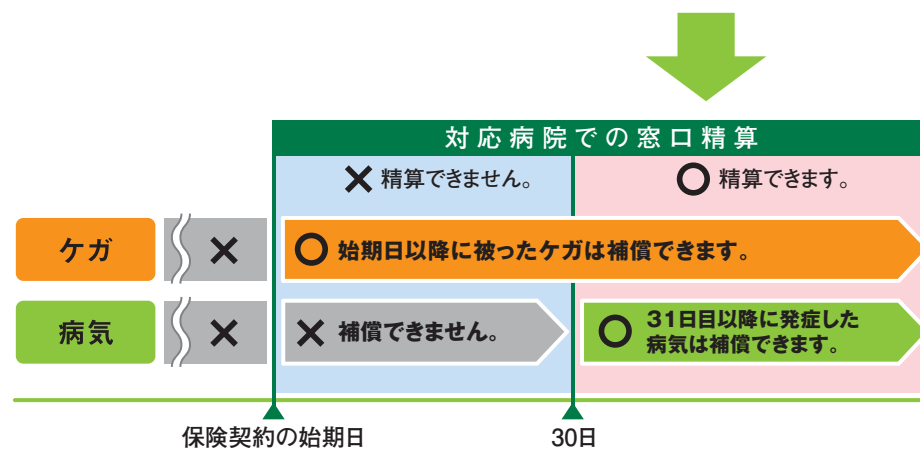 対応病院での窓口精算
✕ 精算できません。
○ 精算できます。
ケガ
✕
○ 始期日以降に被ったケガは補償できます。
病気
✕
✕ 補償できません。
○ 31日目以降に発症した
病気は補償できます。
保険契約の始期日
30日